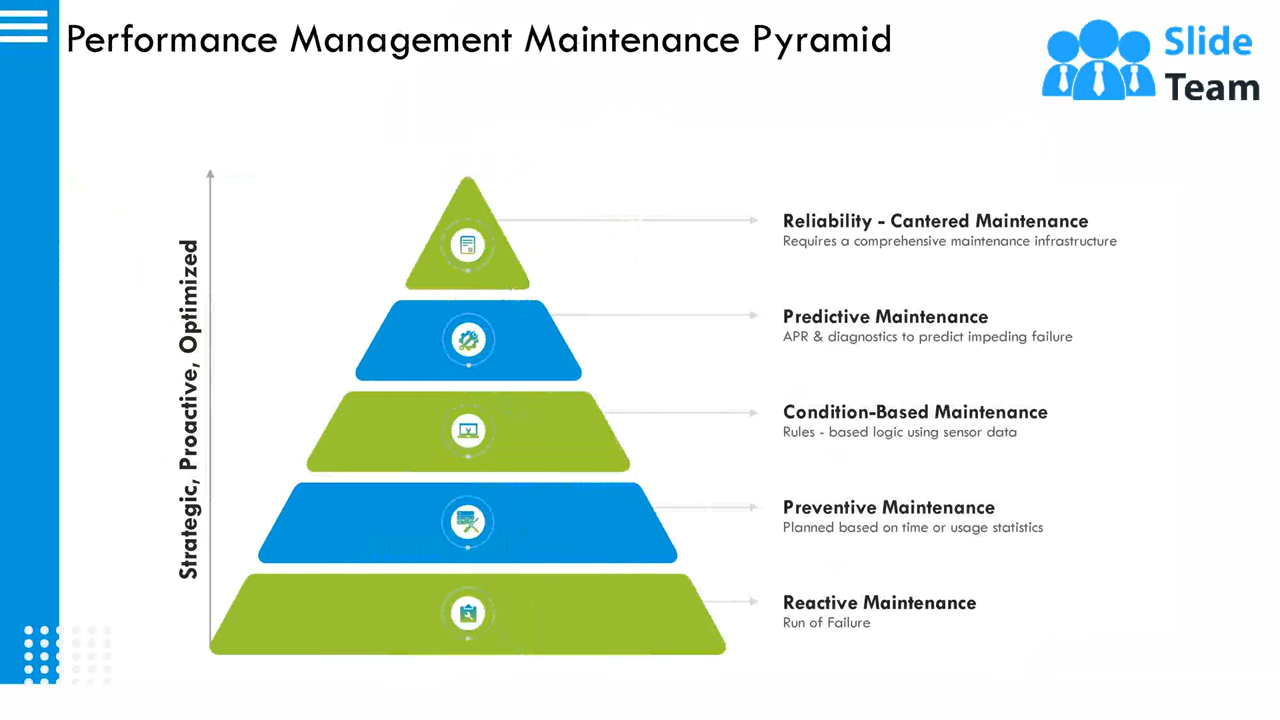 Performance Management Maintenance Pyramid
Slide
Team
Strategic, Proactive, Optimized
Reliability - Cantered Maintenance
Requires a comprehensive maintenance infrastructure
Predictive Maintenance
APR & diagnostics to predict impeding failure
Condition-Based Maintenance
Rules - based logic using sensor data
Preventive Maintenance
Planned based on time or usage statistics
Reactive Maintenance
Run of Failure